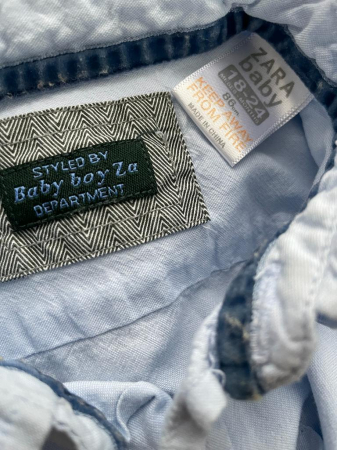 STYLED BY
Baby boy Za
DEPARTMENT
ZARA
baby
18-24
86
KEEP AWAY
FROM FIRE
MADE IN CHINA